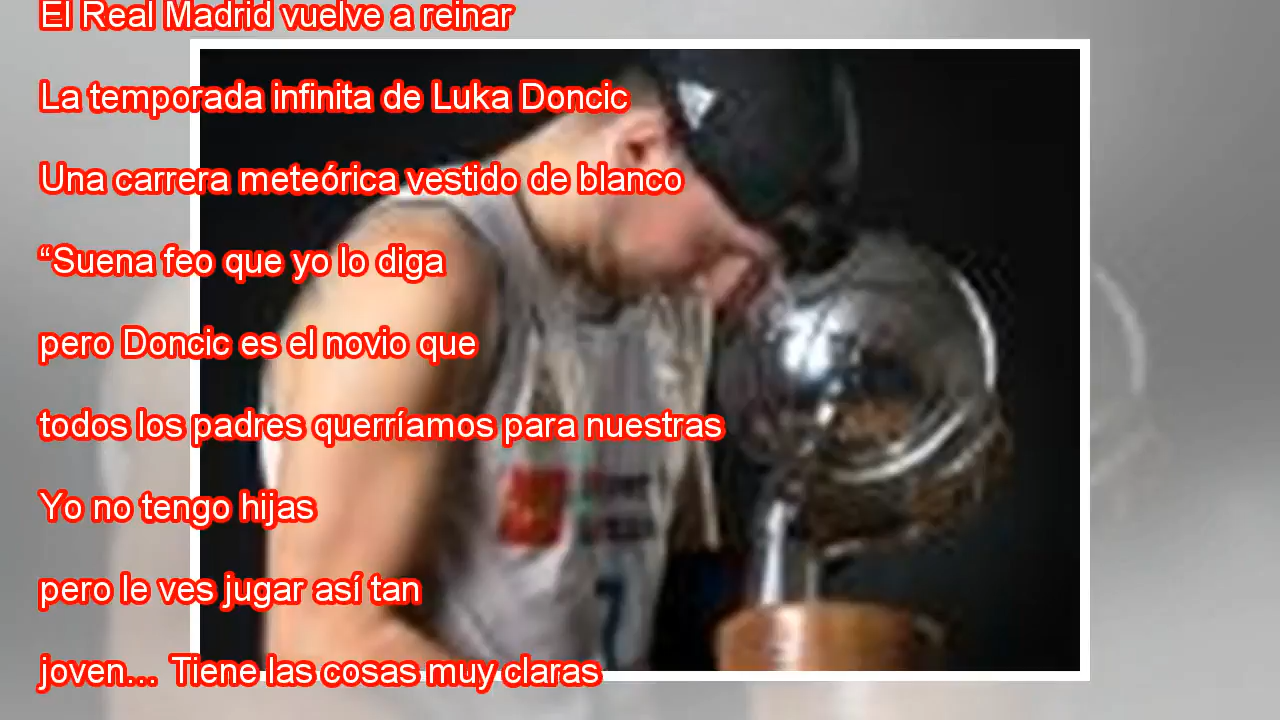 El Real Madrid vuelve a reinar
La temporada infinita de Luka Doncic
Una carrera meteórica vestido de blanco
“Suena feo que yo lo diga
pero Doncic es el novio que
todos los padres querríamos para nuestras
Yo no tengo hijas
pero le ves jugar así tan
joven... Tiene las cosas muy claras
7